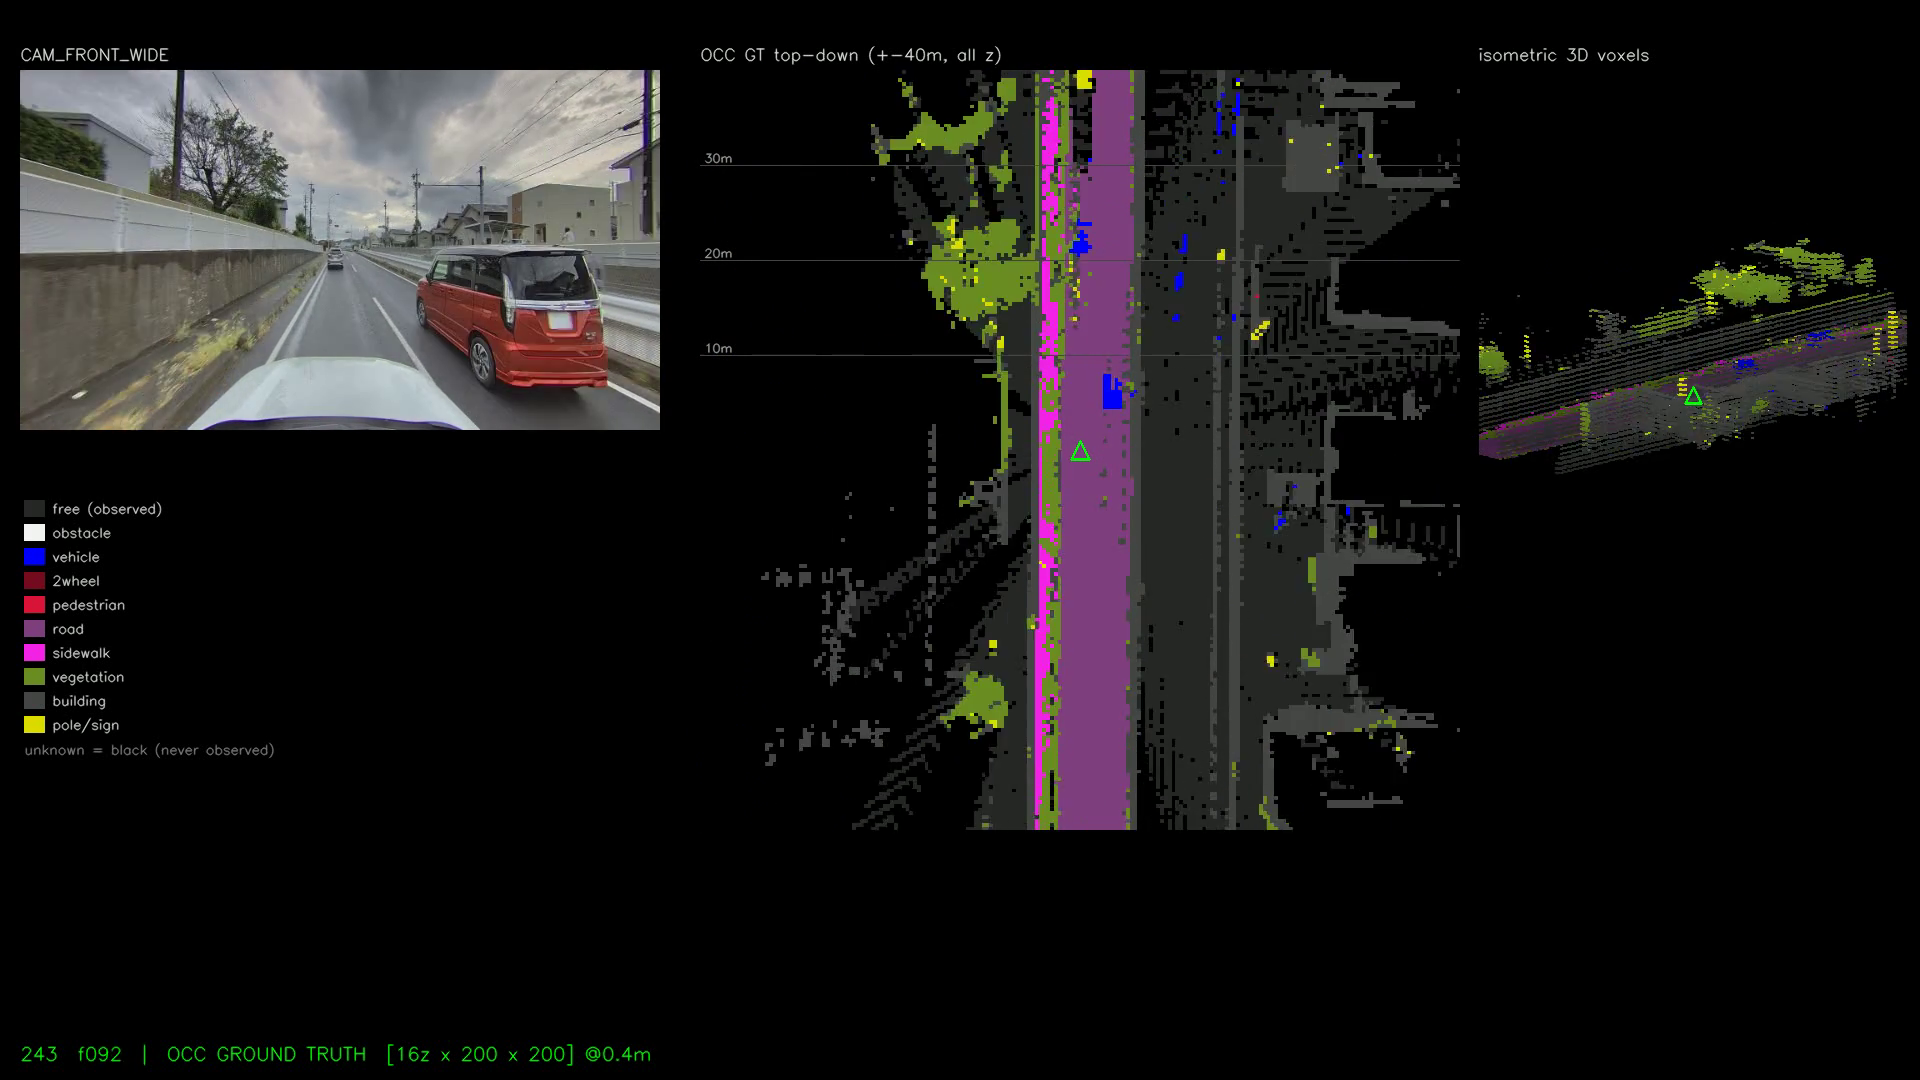 CAM_FRONT_WIDE
OCC GT top-down (+-40m, all z)
isometric 3D voxels
30m
20m
10m
free (observed)
obstacle
vehicle
2wheel
pedestrian
road
sidewalk
vegetation
building
pole/sign
unknown = black (never observed)
243 f092 | OCC GROUND TRUTH [16z x 200 x 200] @0.4m